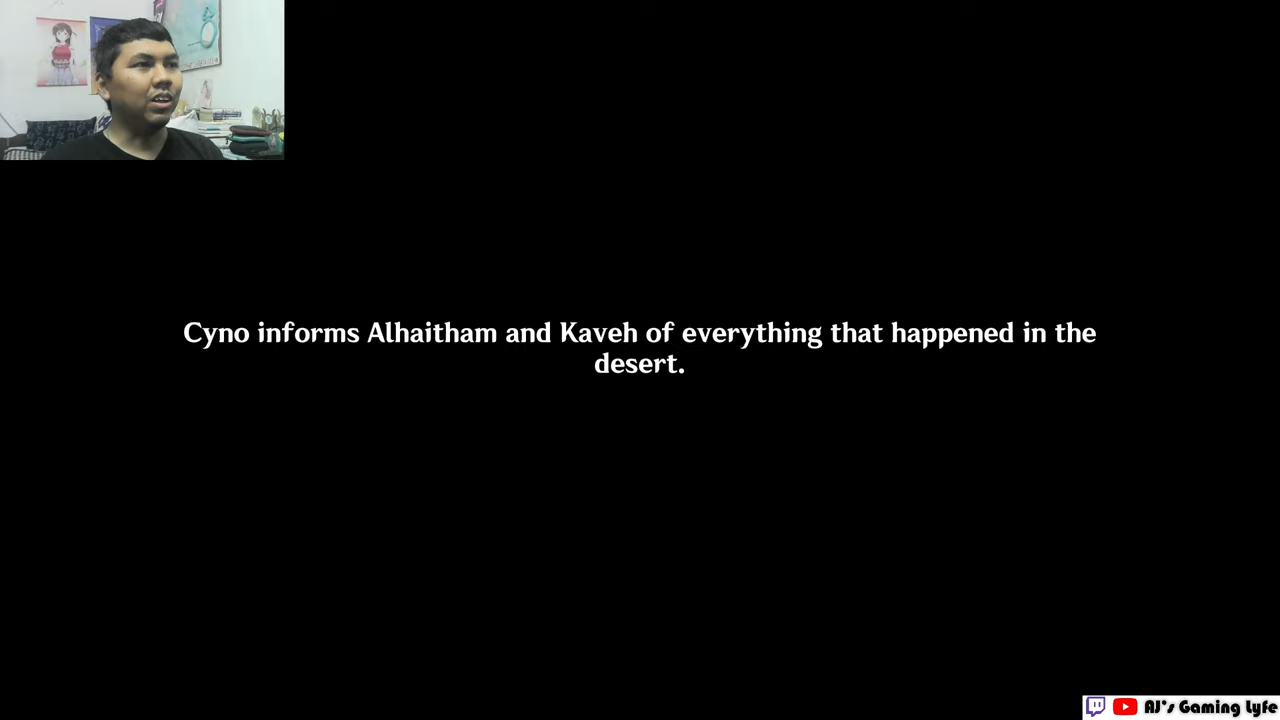 Cyno informs Alhaitham and Kaveh of everything that happened in the
desert.
AJ's Gaming Lyfe